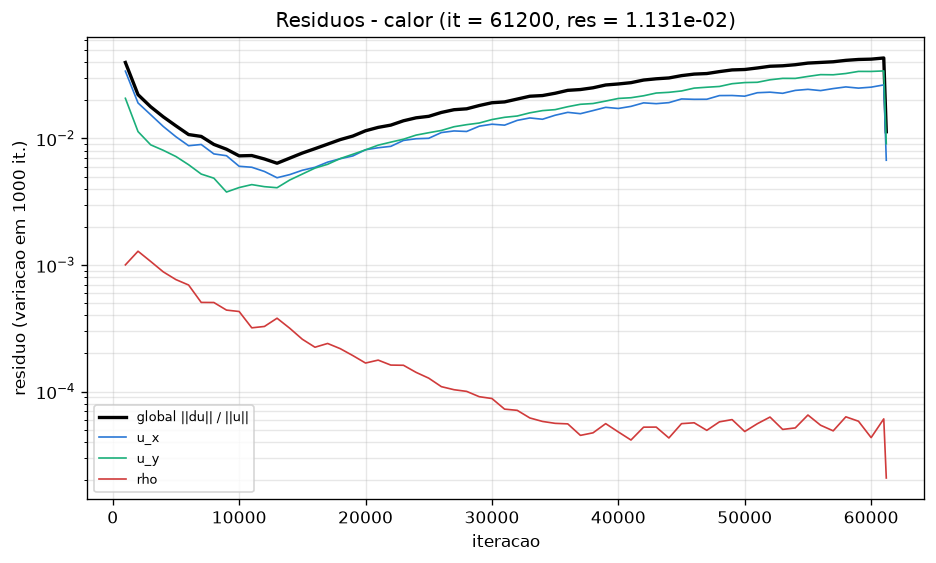 Residuos - calor (it = 61200, res = 1.131e-02)
residuo (variacao em 1000 it.)
10⁻²
10⁻³
10⁻⁴
global ||du|| / ||u||
u_x
u_y
rho
0 10000 20000 30000 40000 50000 60000
iteracao